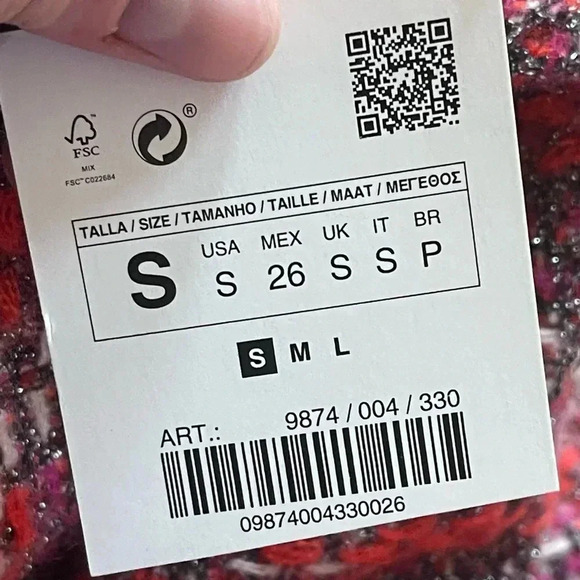 FSC
MIX
FSC™ C022684
®
TALLA / SIZE / TAMANHO / TAILLE / MAAT / ΜΕΓΕΘΟΣ
S
USA MEX UK IT BR
S 26 S S P
S M L
ART.: 9874 / 004 / 330
09874004330026